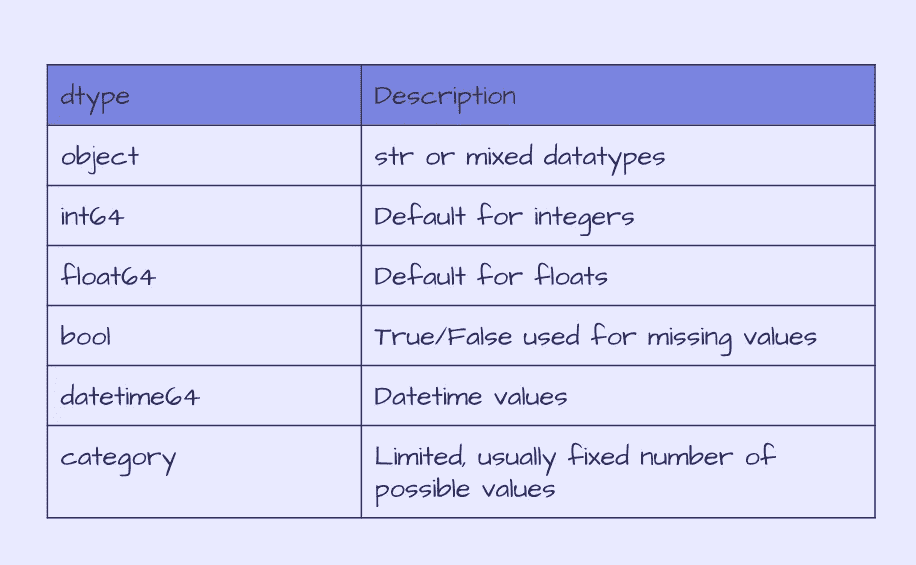 dtype Description
object str or mixed datatypes
int64 Default for integers
float64 Default for floats
bool True/False used for missing values
datetime64 Datetime values
category Limited, usually fixed number of
possible values